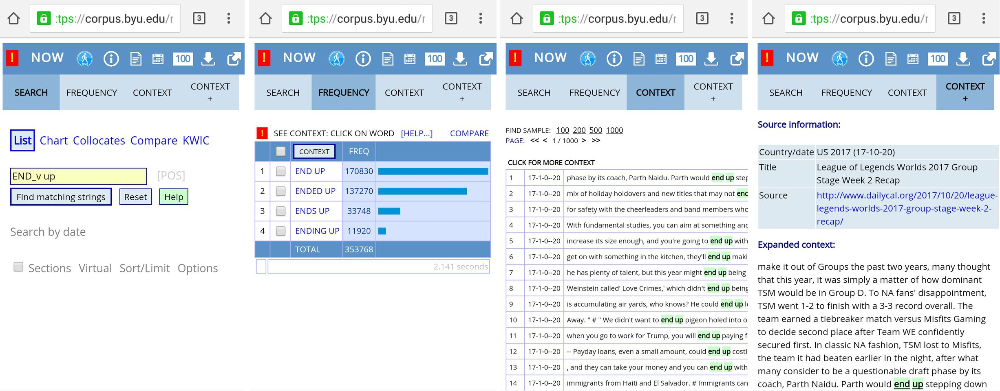 :tps://corpus.byu.edu/r 3
! NOW TOUR i 100
SEARCH FREQUENCY CONTEXT CONTEXT +
List Chart Collocates Compare KWIC
END_v up [POS]
Find matching strings Reset Help
Search by date
Sections Virtual Sort/Limit Options
:tps://corpus.byu.edu/r 3
! NOW TOUR i 100
SEARCH FREQUENCY CONTEXT CONTEXT +
! SEE CONTEXT: CLICK ON WORD [HELP...] COMPARE
CONTEXT FREQ
1 END UP 170830
2 ENDED UP 137270
3 ENDS UP 33748
4 ENDING UP 11920
TOTAL 353768
2.141 seconds
:tps://corpus.byu.edu/r 3
! NOW TOUR i 100
SEARCH FREQUENCY CONTEXT CONTEXT +
FIND SAMPLE: 100 200 500 1000
PAGE: << < 1 / 1000 > >>
CLICK FOR MORE CONTEXT
1 17-1-0--20 phase by its coach, Parth Naidu. Parth would end up step
2 17-1-0--20 mix of holiday holdovers and new titles that may not end
3 17-1-0--20 for safety with the cheerleaders and band members who
4 17-1-0--20 With fundamental studies, you can aim at something and
5 17-1-0--20 increase its size enough, and you're going to end up with
6 17-1-0--20 get on with something in the kitchen, they'll end up maki
7 17-1-0--20 he has plenty of talent, but this year might end up being
8 17-1-0--20 Weinstein called' Love Crimes,' which didn't end up being
9 17-1-0--20 is accumulating air yards, who knows? He could end up le
10 17-1-0--20 Away. " # " We didn't want to end up pigeon holed into o
11 17-1-0--20 when you go to work for Trump, you will end up paying f
12 17-1-0--20 -- Payday loans, even a small amount, could end up costi
13 17-1-0--20 , and they can take your money and you can end up with
14 17-1-0--20 immigrants from Haiti and El Salvador. # Immigrants can
:tps://corpus.byu.edu/r 3
! NOW TOUR i 100
SEARCH FREQUENCY CONTEXT CONTEXT +
Source information:
Country/date US 2017 (17-10-20)
Title League of Legends Worlds 2017 Group
Stage Week 2 Recap
Source http://www.dailycal.org/2017/10/20/league-
legends-worlds-2017-group-stage-week-2-
recap/
Expanded context:
make it out of Groups the past two years, many thought
that this year, it was simply a matter of how dominant
TSM would be in Group D. To NA fans' disappointment,
TSM went 1-2 to finish with a 3-3 record overall. The
team earned a tiebreaker match versus Misfits Gaming
to decide second place after Team WE confidently
secured first. In classic NA fashion, TSM lost to Misfits,
the team it had beaten earlier in the night, after what
many consider to be a questionable draft phase by its
coach, Parth Naidu. Parth would end up stepping down